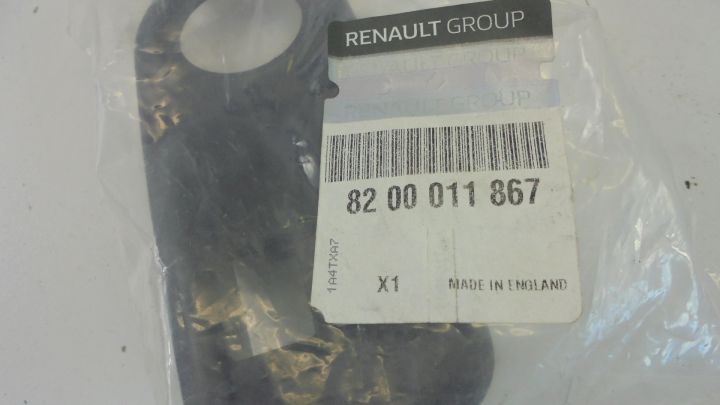 RENAULT GROUP
RENAULT GROUP
RENAULT GROUP
82 00 011 867
1A4TXA7
X1 MADE IN ENGLAND